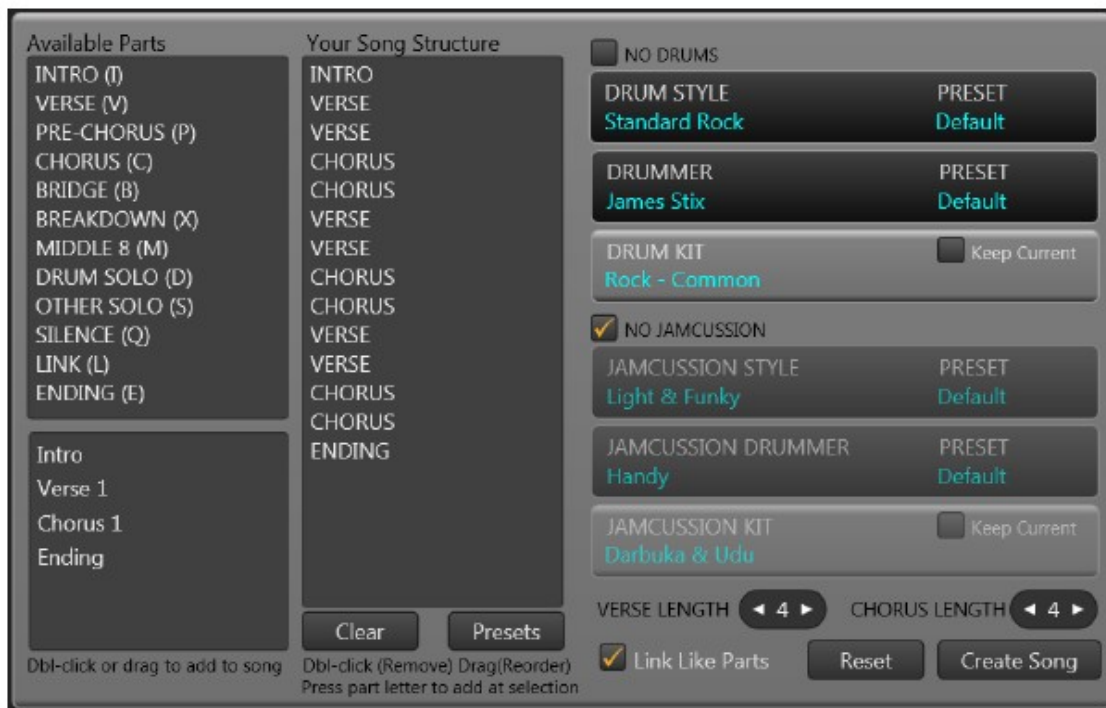 Available Parts
INTRO (I)
VERSE (V)
PRE-CHORUS (P)
CHORUS (C)
BRIDGE (B)
BREAKDOWN (X)
MIDDLE 8 (M)
DRUM SOLO (D)
OTHER SOLO (S)
SILENCE (Q)
LINK (L)
ENDING (E)
Intro
Verse 1
Chorus 1
Ending
Dbl-click or drag to add to song
Your Song Structure
INTRO
VERSE
VERSE
CHORUS
CHORUS
VERSE
VERSE
CHORUS
CHORUS
VERSE
VERSE
CHORUS
CHORUS
ENDING
Clear Presets
Dbl-click (Remove) Drag(Reorder)
Press part letter to add at selection
NO DRUMS
DRUM STYLE PRESET
Standard Rock Default
DRUMMER PRESET
James Stix Default
DRUM KIT Keep Current
Rock - Common
NO JAMCUSSION
JAMCUSSION STYLE PRESET
Light & Funky Default
JAMCUSSION DRUMMER PRESET
Handy Default
JAMCUSSION KIT Keep Current
Darbuka & Udu
VERSE LENGTH ◄ 4 ► CHORUS LENGTH ◄ 4 ►
Link Like Parts Reset Create Song